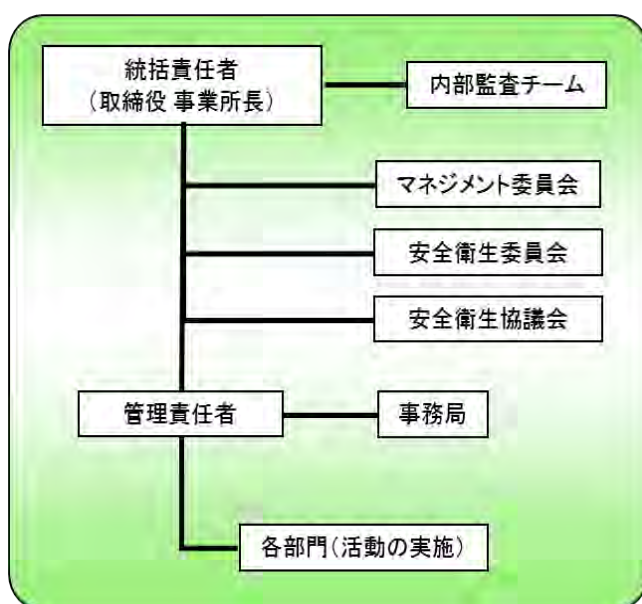 統括責任者
（取締役 事業所長）
内部監査チーム
マネジメント委員会
安全衛生委員会
安全衛生協議会
管理責任者
事務局
各部門（活動の実施）